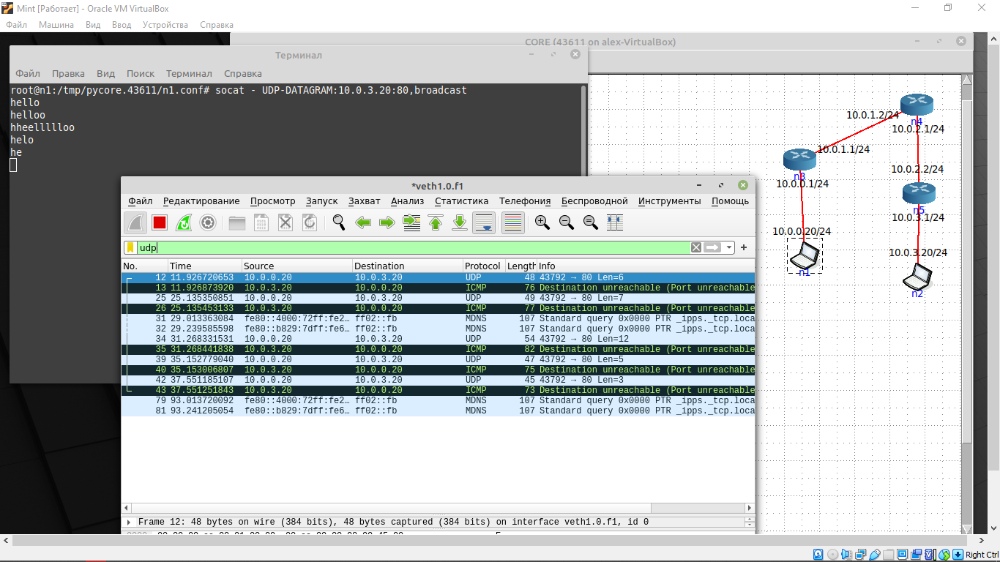 Mint [Работает] - Oracle VM VirtualBox
Файл Машина Вид Ввод Устройства Справка
CORE (43611 on alex-VirtualBox)
Терминал
Файл Правка Вид Поиск Терминал Справка
root@n1:/tmp/pycore.43611/n1.conf# socat - UDP-DATAGRAM:10.0.3.20:80,broadcast
hello
helloo
hheellllloo
helo
he
*veth1.0.f1
Файл Редактирование Просмотр Запуск Захват Анализ Статистика Телефония Беспроводной Инструменты Помощь
udp
No. Time Source Destination Protocol Length Info
12 11.926720653 10.0.0.20 10.0.3.20 UDP 48 43792 → 80 Len=6
13 11.926873920 10.0.3.20 10.0.0.20 ICMP 76 Destination unreachable (Port unreachable
25 25.135350851 10.0.0.20 10.0.3.20 UDP 49 43792 → 80 Len=7
26 25.135453133 10.0.3.20 10.0.0.20 ICMP 77 Destination unreachable (Port unreachable
31 29.013363084 fe80::4000:72ff:fe2… ff02::fb MDNS 107 Standard query 0x0000 PTR _ipps._tcp.loca
32 29.239585598 fe80::b829:7dff:fe6… ff02::fb MDNS 107 Standard query 0x0000 PTR _ipps._tcp.loca
34 31.268331531 10.0.0.20 10.0.3.20 UDP 54 43792 → 80 Len=12
35 31.268441838 10.0.3.20 10.0.0.20 ICMP 82 Destination unreachable (Port unreachable
39 35.152779040 10.0.0.20 10.0.3.20 UDP 47 43792 → 80 Len=5
40 35.153006807 10.0.3.20 10.0.0.20 ICMP 75 Destination unreachable (Port unreachable
42 37.551185107 10.0.0.20 10.0.3.20 UDP 45 43792 → 80 Len=3
43 37.551251843 10.0.3.20 10.0.0.20 ICMP 73 Destination unreachable (Port unreachable
79 93.013720092 fe80::4000:72ff:fe2… ff02::fb MDNS 107 Standard query 0x0000 PTR _ipps._tcp.loca
81 93.241205054 fe80::b829:7dff:fe6… ff02::fb MDNS 107 Standard query 0x0000 PTR _ipps._tcp.loca
Frame 12: 48 bytes on wire (384 bits), 48 bytes captured (384 bits) on interface veth1.0.f1, id 0
10.0.1.2/24
n4
10.0.2.1/24
10.0.1.1/24
n3
10.0.0.1/24
10.0.2.2/24
n5
10.0.3.1/24
10.0.0.20/24
n1
10.0.3.20/24
n2
Right Ctrl